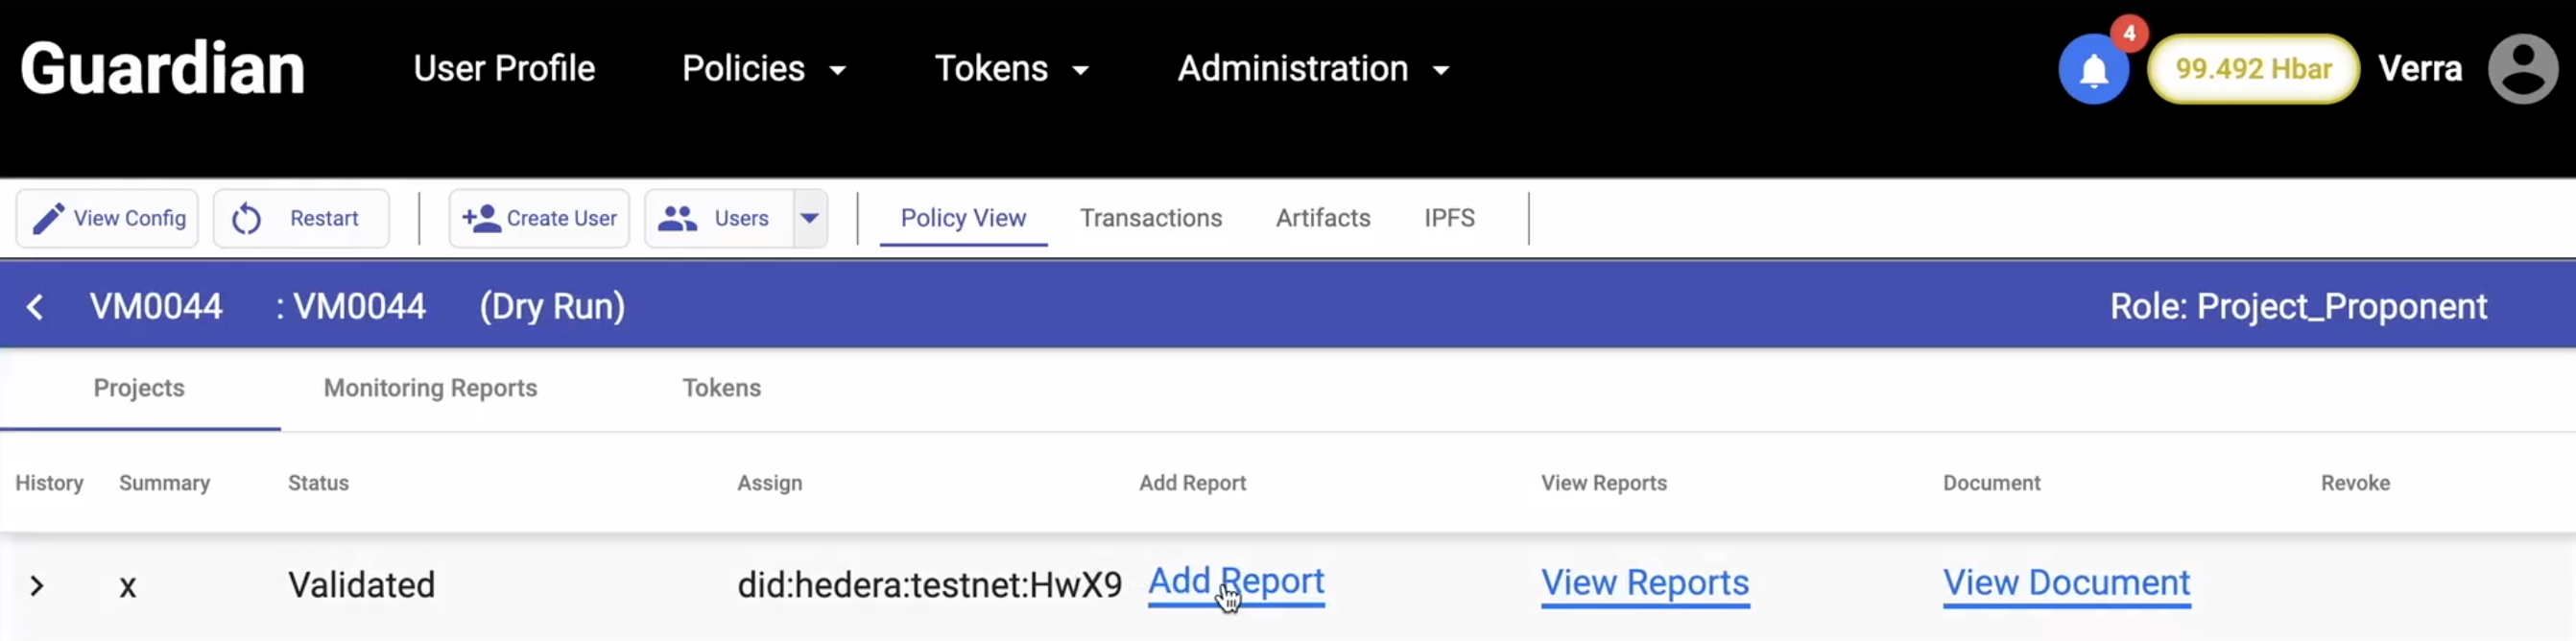 Guardian User Profile Policies Tokens Administration 4 99.492 Hbar Verra
View Config Restart Create User Users Policy View Transactions Artifacts IPFS
VM0044 : VM0044 (Dry Run) Role: Project_Proponent
Projects Monitoring Reports Tokens
History Summary Status Assign Add Report View Reports Document Revoke
x Validated did:hedera:testnet:HwX9 Add Report View Reports View Document